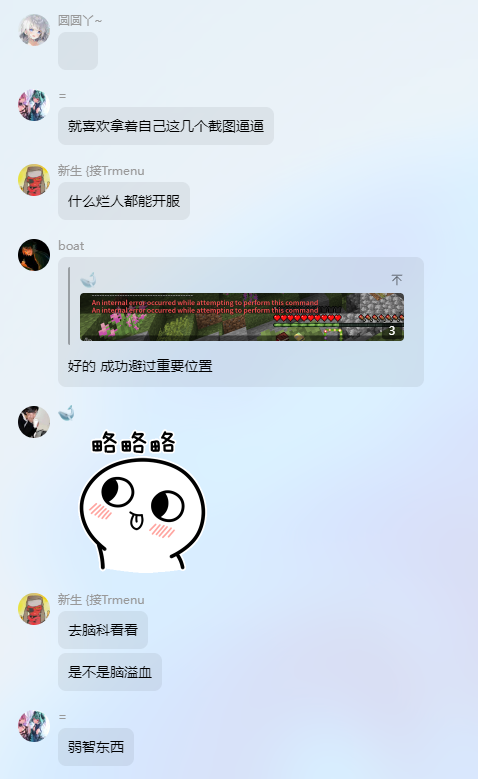 圆圆丫~
=
就喜欢拿着自己这几个截图逼逼
新生 {接Trmenu
什么烂人都能开服
boat
An internal error occurred while attempting to perform this command
An internal error occurred while attempting to perform this command
3
好的 成功避过重要位置
略略略
新生 {接Trmenu
去脑科看看
是不是脑溢血
=
弱智东西